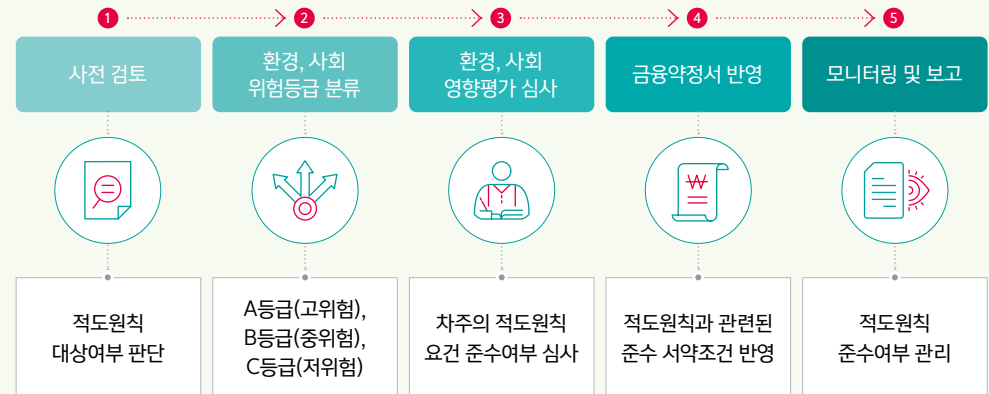 1
2
3
4
5
사전 검토
환경, 사회
위험등급 분류
환경, 사회
영향평가 심사
금융약정서 반영
모니터링 및 보고
₩
적도원칙
대상여부 판단
A등급(고위험),
B등급(중위험),
C등급(저위험)
차주의 적도원칙
요건 준수여부 심사
적도원칙과 관련된
준수 서약조건 반영
적도원칙
준수여부 관리